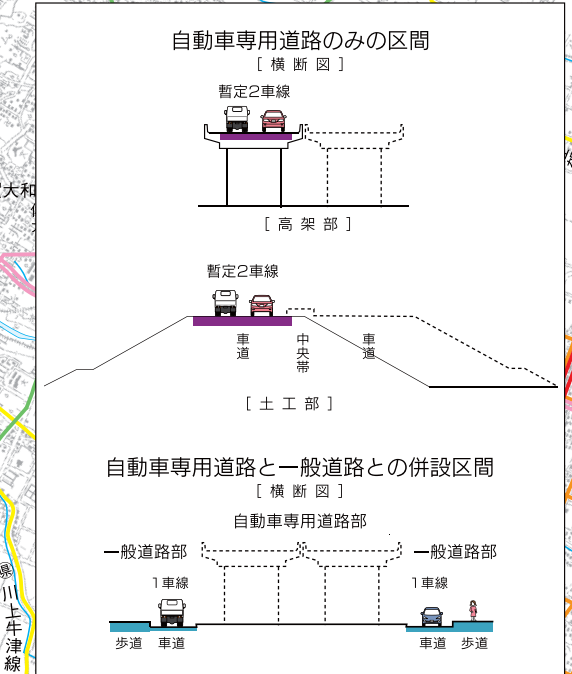 自動車専用道路のみの区間
[横断図]
暫定2車線
[高架部]
暫定2車線
車道
中央帯
車道
[土工部]
自動車専用道路と一般道路との併設区間
[横断図]
自動車専用道路部
一般道路部
一般道路部
1車線
1車線
歩道
車道
車道
歩道
大和
県
川上牛津線